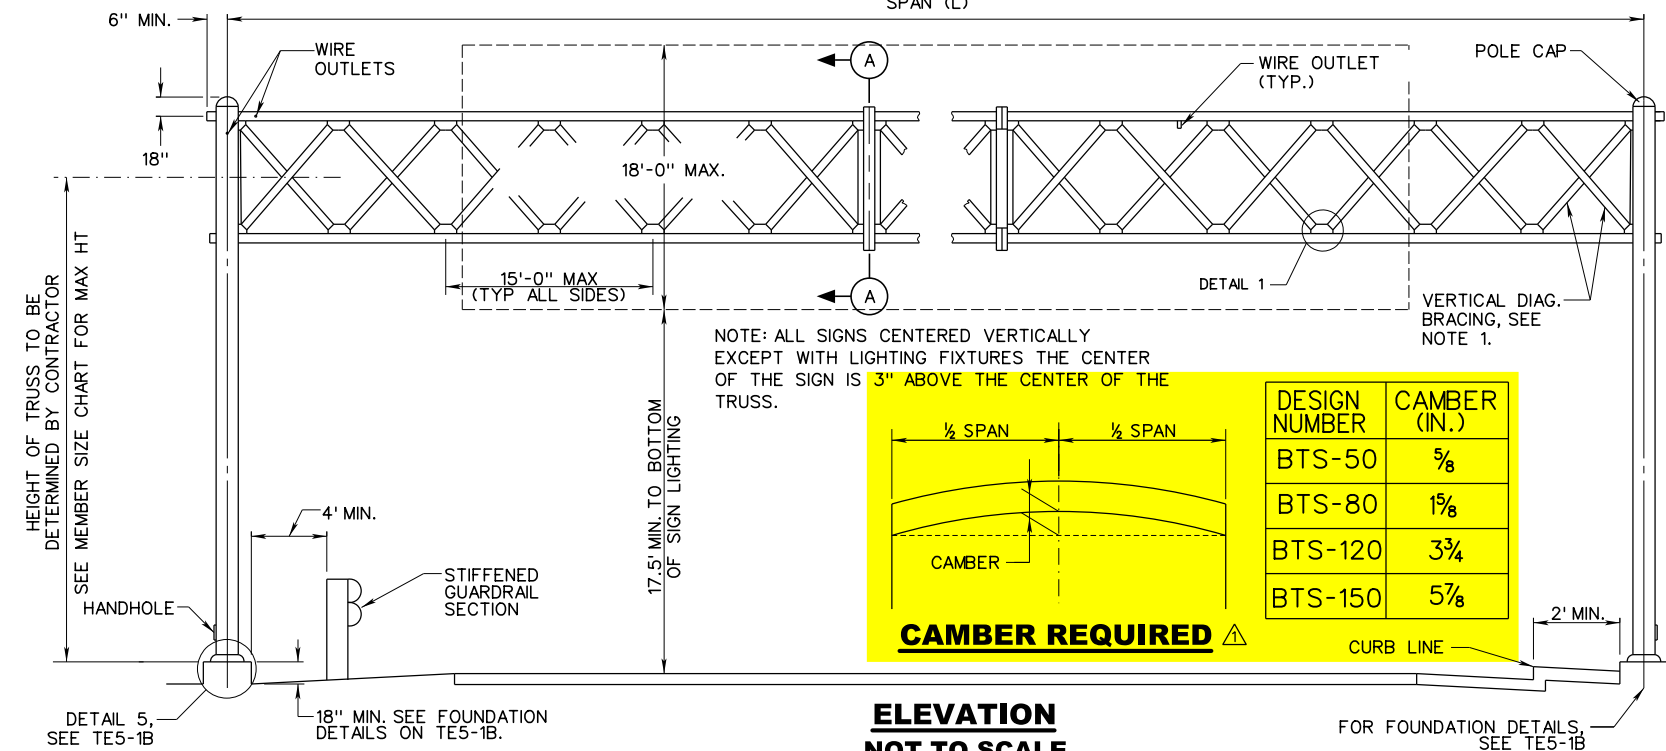 SPAN (L)
6" MIN.
WIRE
OUTLETS
A
WIRE OUTLET
(TYP.)
POLE CAP
18"
18'-0" MAX.
15'-0" MAX
(TYP ALL SIDES)
A
DETAIL 1
VERTICAL DIAG.
BRACING, SEE
NOTE 1.
HEIGHT OF TRUSS TO BE
DETERMINED BY CONTRACTOR
SEE MEMBER SIZE CHART FOR MAX HT
NOTE: ALL SIGNS CENTERED VERTICALLY
EXCEPT WITH LIGHTING FIXTURES THE CENTER
OF THE SIGN IS 3" ABOVE THE CENTER OF THE
TRUSS.
17.5' MIN. TO BOTTOM
OF SIGN LIGHTING
½ SPAN
½ SPAN
CAMBER
CAMBER REQUIRED 1
DESIGN NUMBER CAMBER (IN.)
BTS-50 ⅝
BTS-80 1⅝
BTS-120 3¾
BTS-150 5⅞
4' MIN.
STIFFENED
GUARDRAIL
SECTION
HANDHOLE
2' MIN.
CURB LINE
DETAIL 5,
SEE TE5-1B
18" MIN. SEE FOUNDATION
DETAILS ON TE5-1B.
ELEVATION
NOT TO SCALE
FOR FOUNDATION DETAILS,
SEE TE5-1B